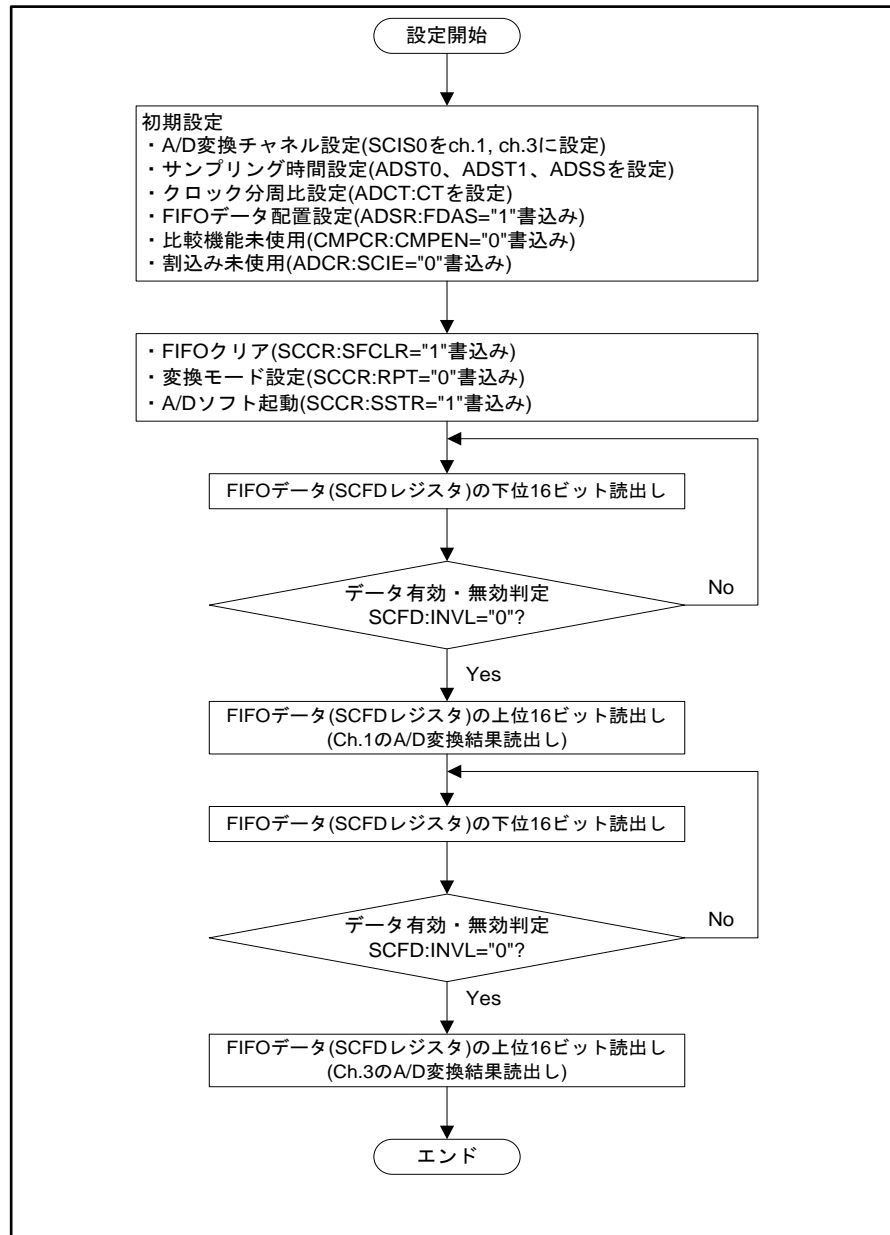 設定開始
初期設定
・A/D変換チャネル設定(SCIS0をch.1, ch.3に設定)
・サンプリング時間設定(ADST0、ADST1、ADSSを設定)
・クロック分周比設定(ADCT:CTを設定)
・FIFOデータ配置設定(ADSR:FDAS="1"書込み)
・比較機能未使用(CMPCR:CMPEN="0"書込み)
・割込み未使用(ADCR:SCIE="0"書込み)
・FIFOクリア(SCCR:SFCLR="1"書込み)
・変換モード設定(SCCR:RPT="0"書込み)
・A/Dソフト起動(SCCR:SSTR="1"書込み)
FIFOデータ(SCFDレジスタ)の下位16ビット読出し
データ有効・無効判定
SCFD:INVL="0"?
No
Yes
FIFOデータ(SCFDレジスタ)の上位16ビット読出し
(Ch.1のA/D変換結果読出し)
FIFOデータ(SCFDレジスタ)の下位16ビット読出し
データ有効・無効判定
SCFD:INVL="0"?
No
Yes
FIFOデータ(SCFDレジスタ)の上位16ビット読出し
(Ch.3のA/D変換結果読出し)
エンド